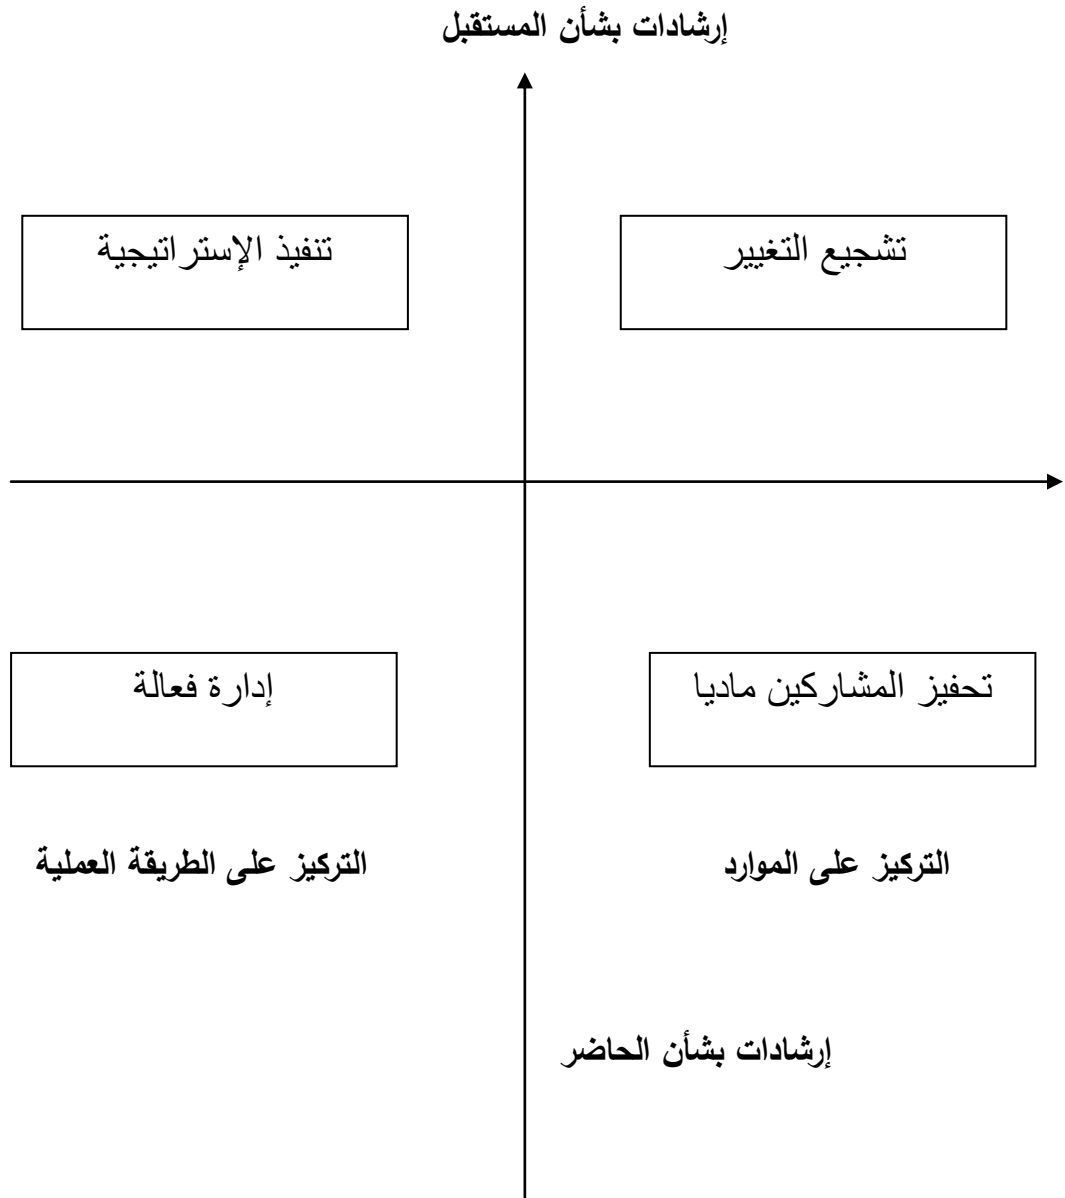 إرشادات بشأن المستقبل
تشجيع التغيير
تنفيذ الإستراتيجية
تحفيز المشاركين ماديا
إدارة فعالة
التركيز على الموارد
التركيز على الطريقة العملية
إرشادات بشأن الحاضر